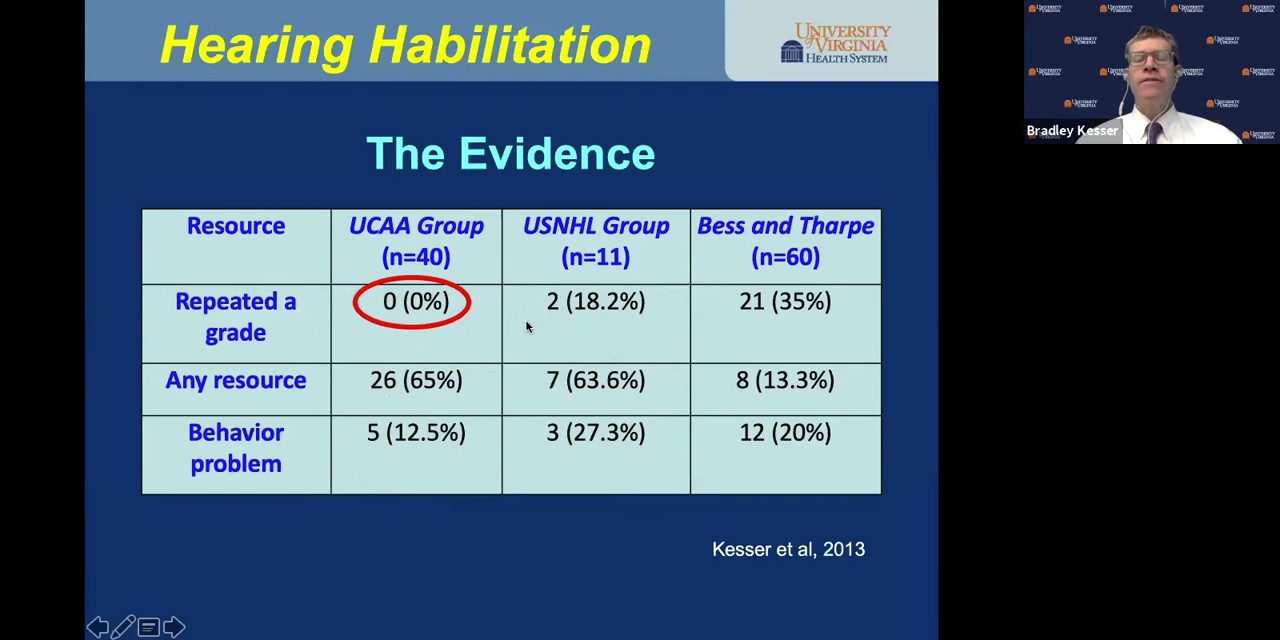 Hearing Habilitation
UNIVERSITY
of VIRGINIA
HEALTH SYSTEM
The Evidence
Resource
UCAA Group
(n=40)
USNHL Group
(n=11)
Bess and Tharpe
(n=60)
Repeated a
grade
0 (0%)
2 (18.2%)
21 (35%)
Any resource
26 (65%)
7 (63.6%)
8 (13.3%)
Behavior
problem
5 (12.5%)
3 (27.3%)
12 (20%)
Kesser et al, 2013
Bradley Kesser